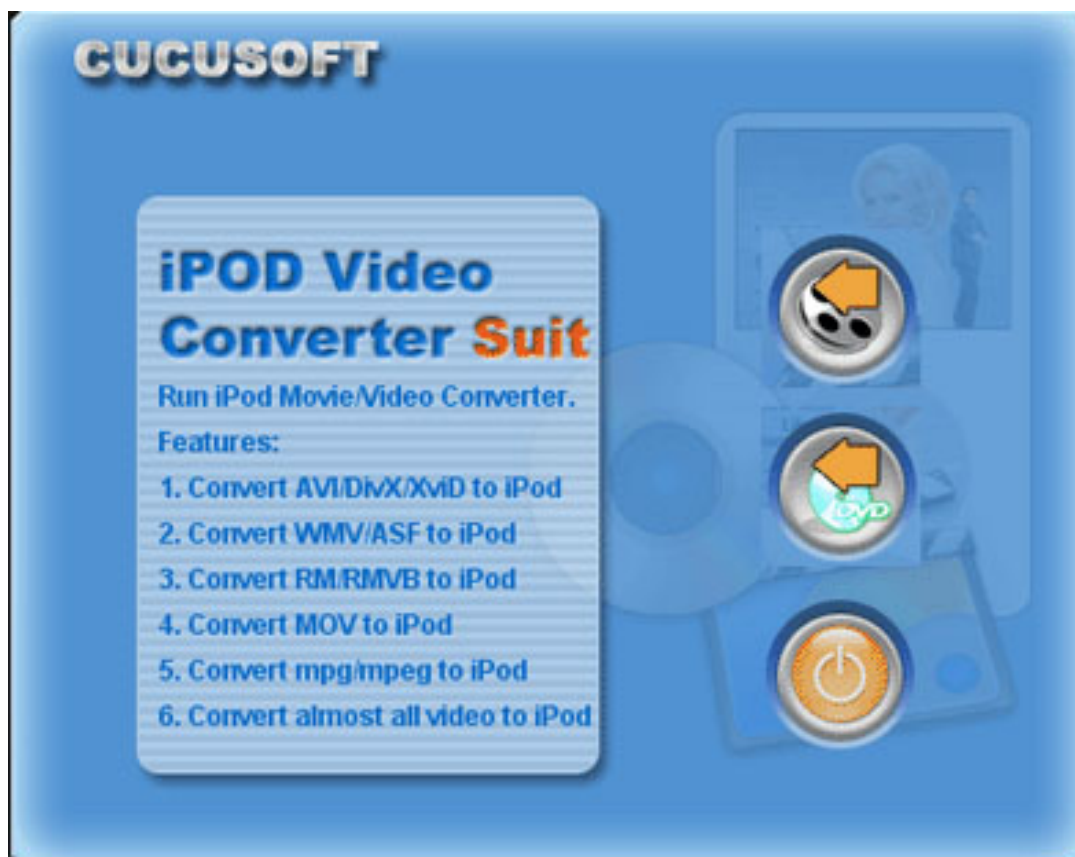 CUCUSOFT
iPOD Video
Converter Suit
Run iPod Movie/Video Converter.
Features:
1. Convert AVI/DivX/XviD to iPod
2. Convert WMV/ASF to iPod
3. Convert RM/RMVB to iPod
4. Convert MOV to iPod
5. Convert mpg/mpeg to iPod
6. Convert almost all video to iPod
DVD